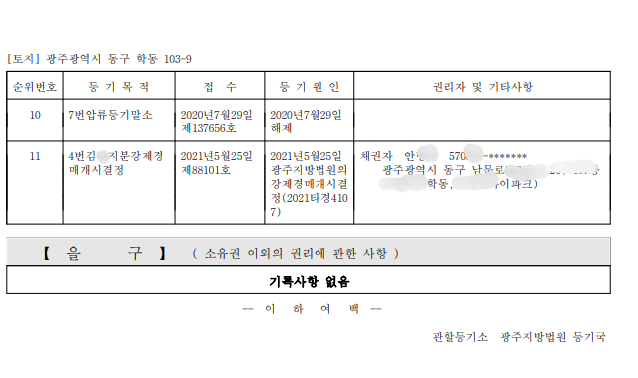 [토지] 광주광역시 동구 학동 103-9
순위번호 등 기 목 적 접 수 등 기 원 인 권리자 및 기타사항
10 7번압류등기말소 2020년7월29일 2020년7월29일
제137656호 해제
11 4번김 지분강제경 2021년5월25일 2021년5월25일 채권자 안 570 -*******
매개시결정 제88101호 광주지방법원의 광주광역시 동구 남문로
강제경매개시결 학동, 이파크)
정(2021타경410
7)
【 을 구 】 ( 소유권 이외의 권리에 관한 사항 )
기록사항 없음
-- 이 하 여 백 --
관할등기소 광주지방법원 등기국